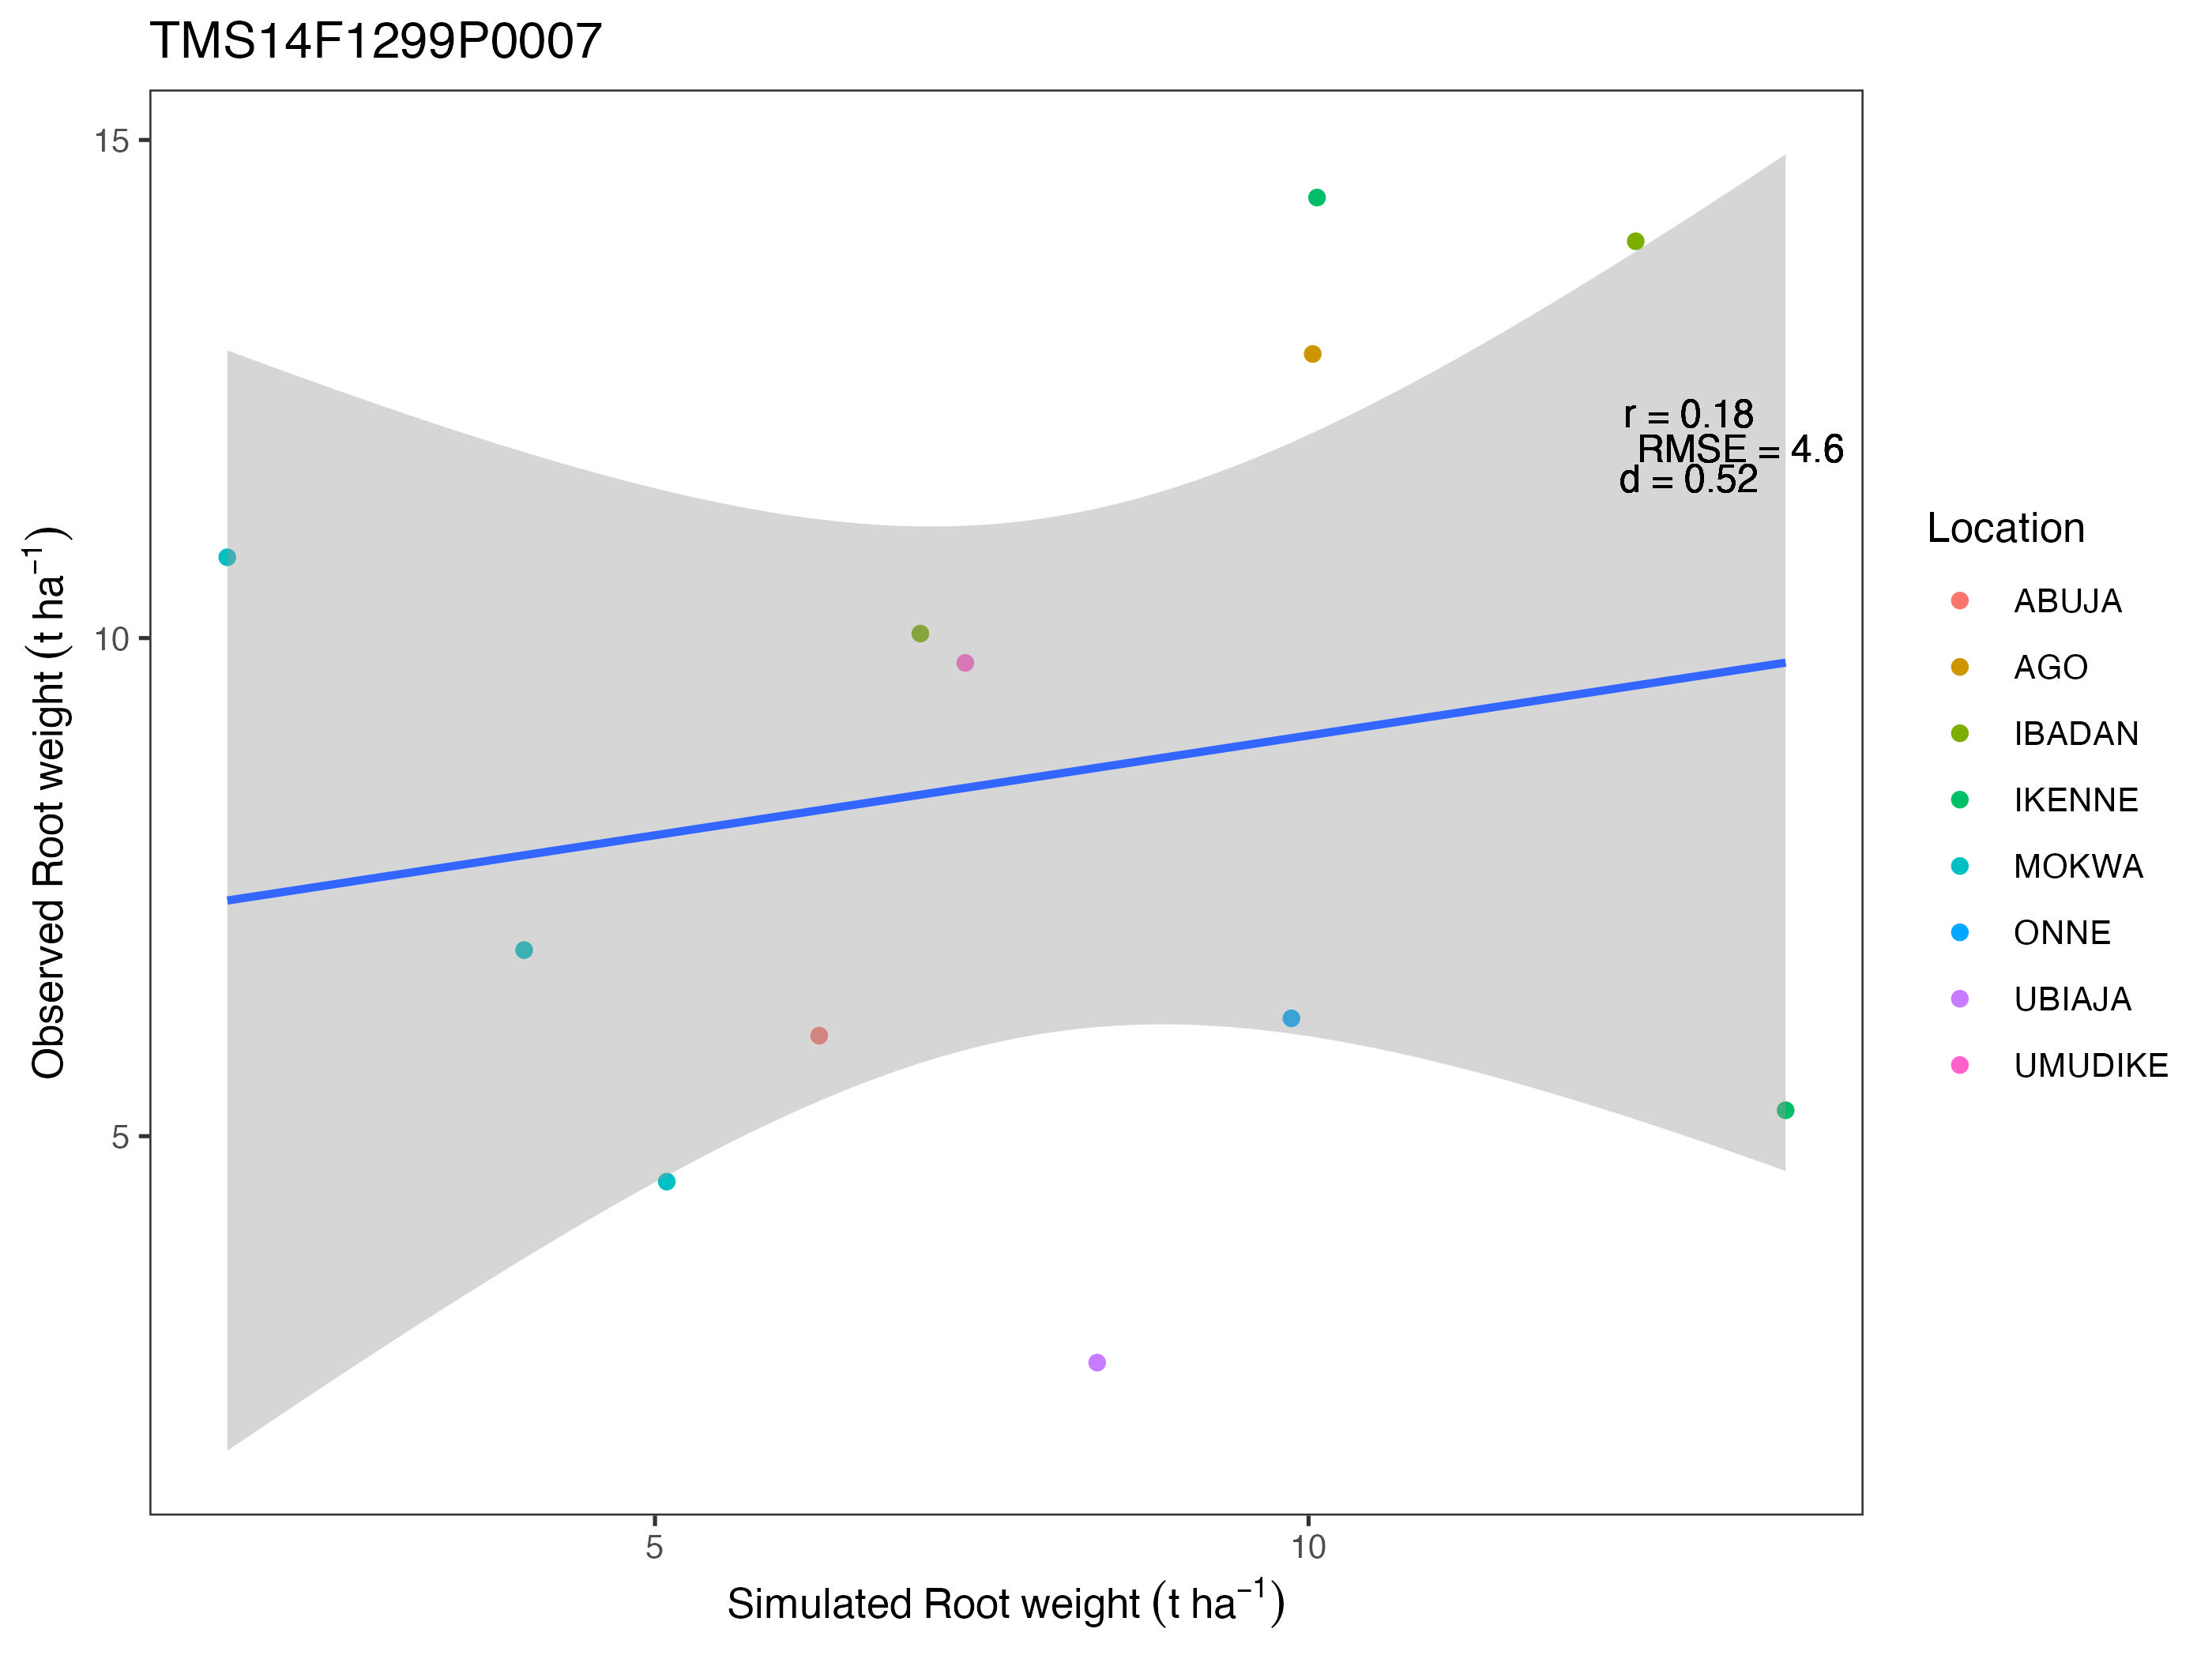 TMS14F1299P0007
15
10
5
Observed Root weight (t ha⁻¹)
r = 0.18
RMSE = 4.6
d = 0.52
5
10
Simulated Root weight (t ha⁻¹)
Location
ABUJA
AGO
IBADAN
IKENNE
MOKWA
ONNE
UBIAJA
UMUDIKE